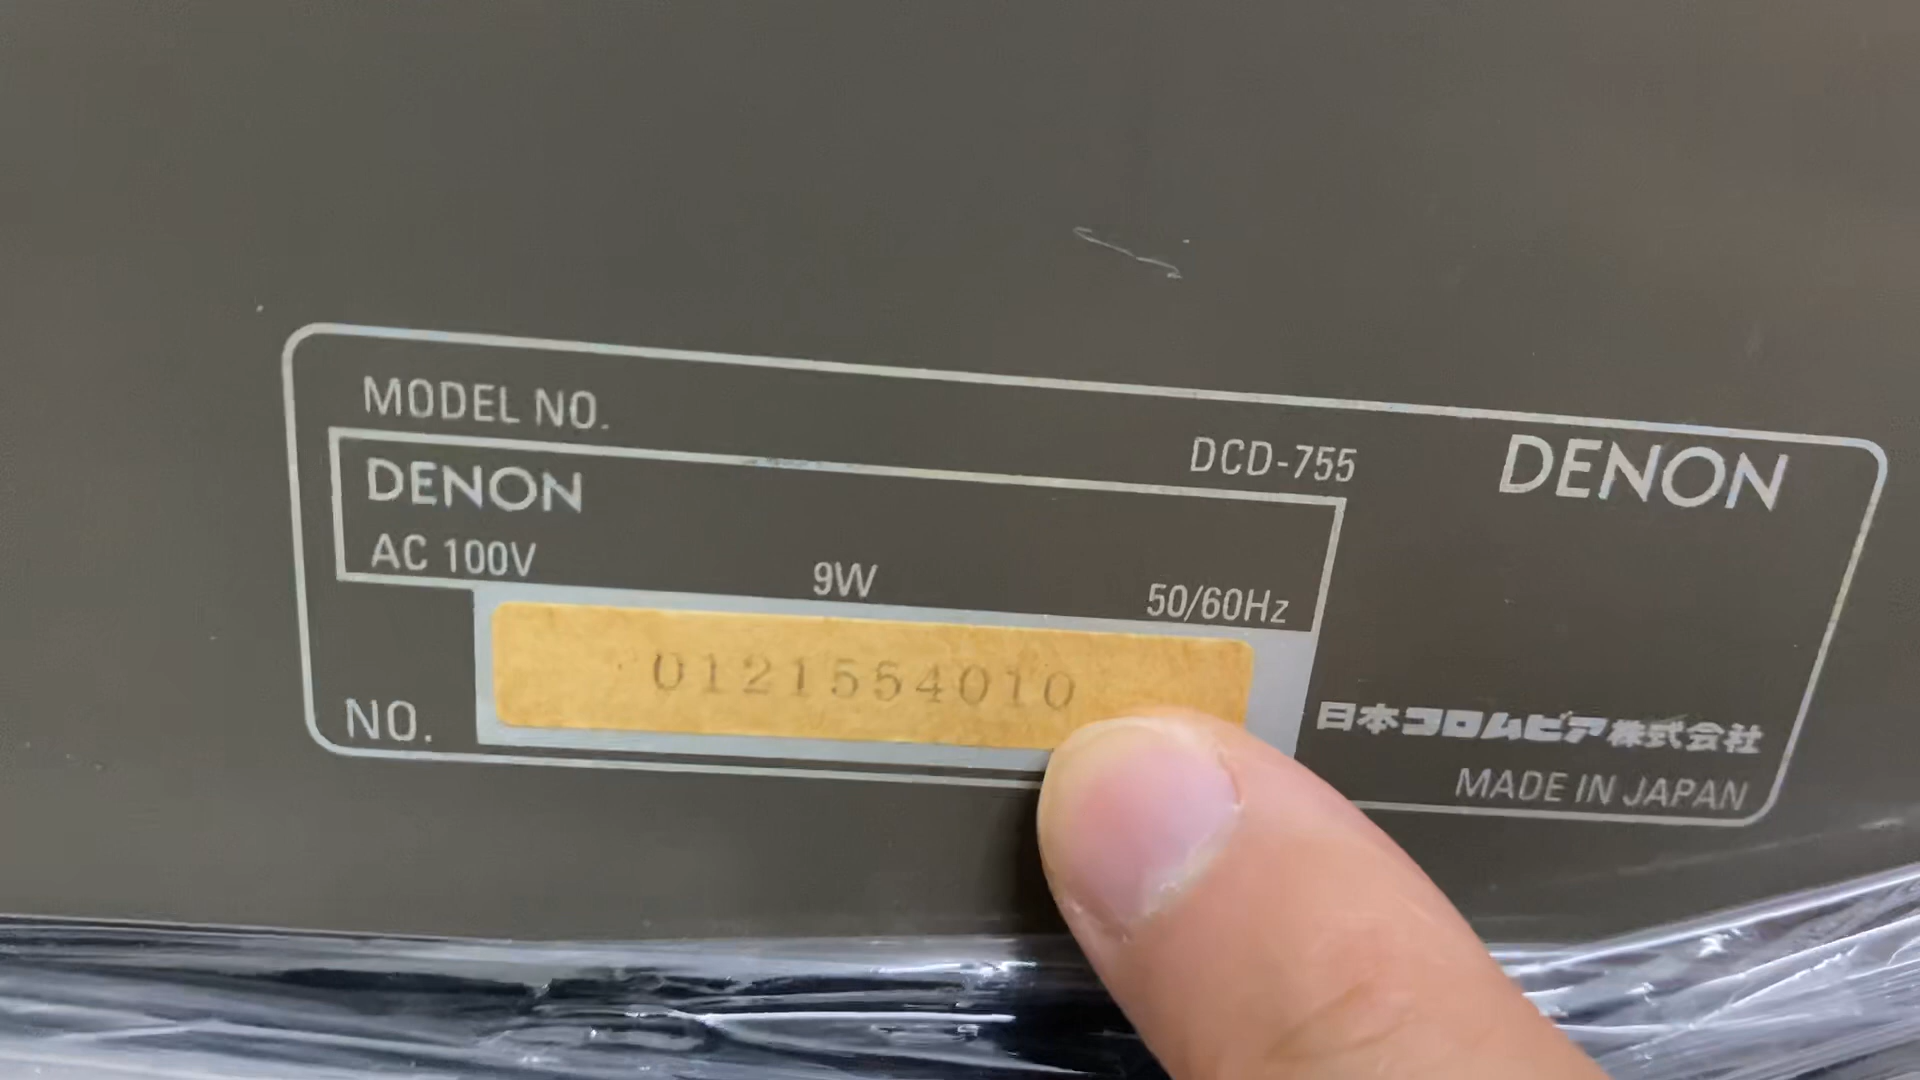 MODEL NO. DCD-755 DENON
DENON
AC 100V 9W 50/60Hz
NO. 0121554010
日本コロムビア株式会社
MADE IN JAPAN